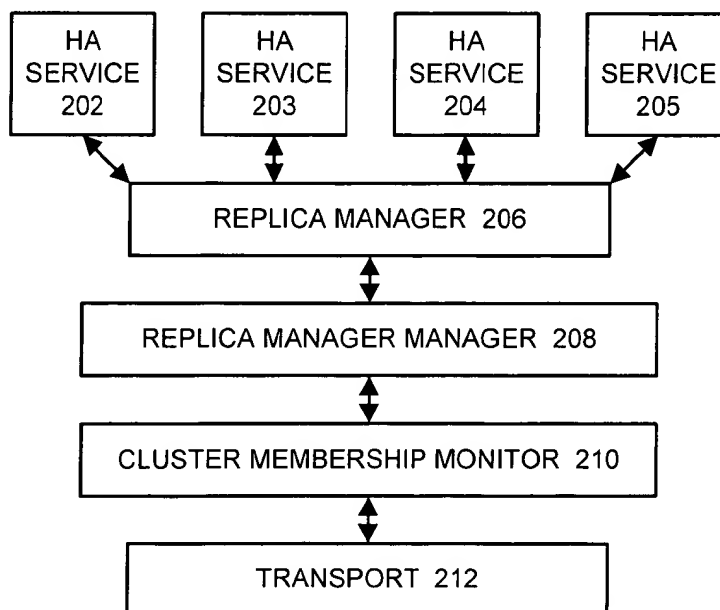 HA
SERVICE
202
HA
SERVICE
203
HA
SERVICE
204
HA
SERVICE
205
REPLICA MANAGER 206
REPLICA MANAGER MANAGER 208
CLUSTER MEMBERSHIP MONITOR 210
TRANSPORT 212